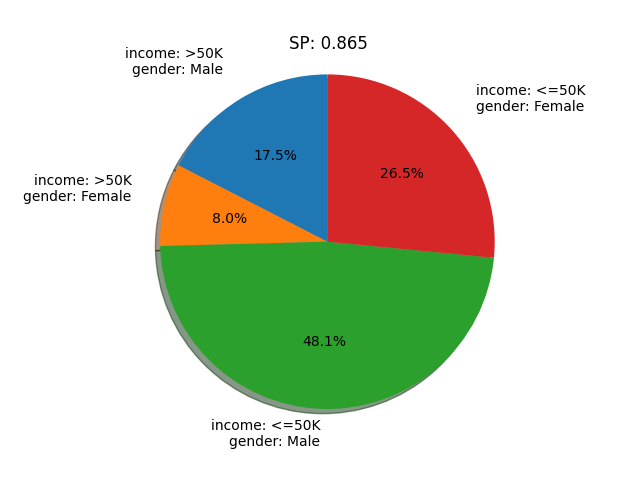 SP: 0.865
income: >50K
gender: Male
income: <=50K
gender: Female
17.5%
26.5%
income: >50K
gender: Female
8.0%
48.1%
income: <=50K
gender: Male